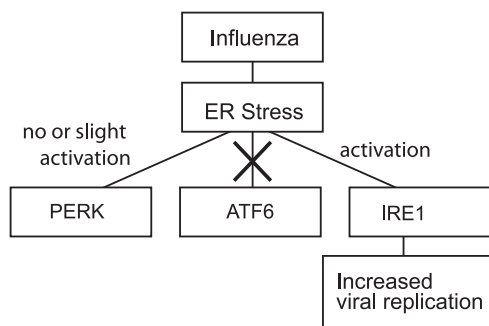 Influenza
ER Stress
no or slight
activation
activation
PERK
ATF6
IRE1
Increased
viral replication